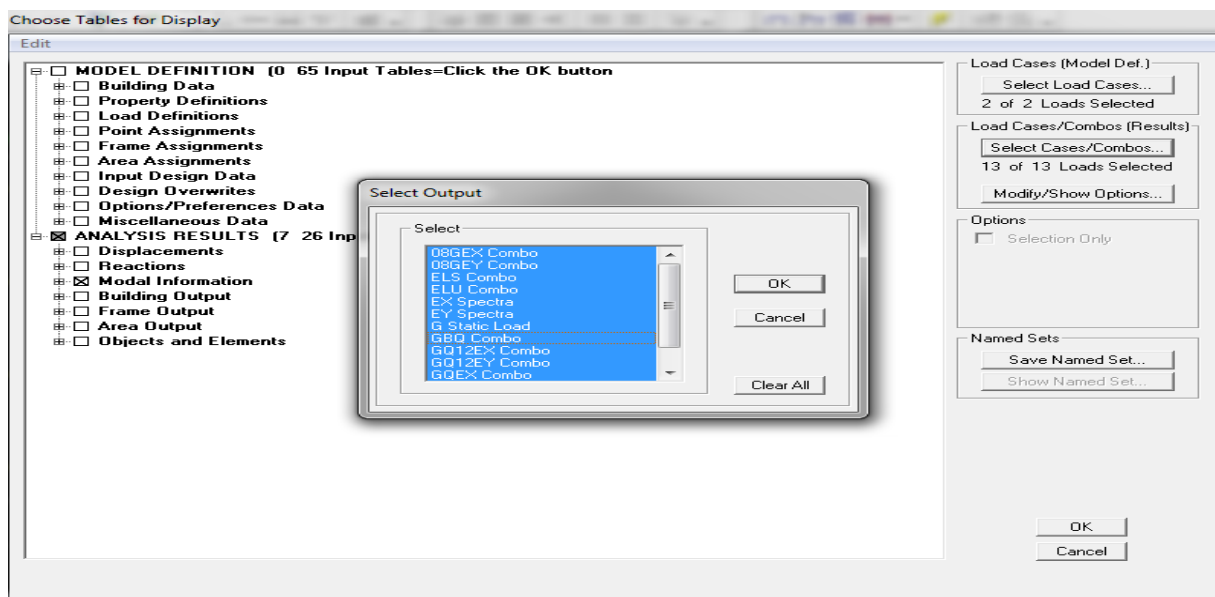 Choose Tables for Display
Edit
MODEL DEFINITION (0 65 Input Tables=Click the OK button
Building Data
Property Definitions
Load Definitions
Point Assignments
Frame Assignments
Area Assignments
Input Design Data
Design Overwrites
Options/Preferences Data
Miscellaneous Data
ANALYSIS RESULTS (7 26 Inp
Displacements
Reactions
Modal Information
Building Output
Frame Output
Area Output
Objects and Elements
Select Output
Select
08GEX Combo
08GEY Combo
ELS Combo
ELU Combo
EX Spectra
EY Spectra
G Static Load
GBQ Combo
GQ12EX Combo
GQ12EY Combo
GQEX Combo
OK
Cancel
Clear All
Load Cases (Model Def.)
Select Load Cases...
2 of 2 Loads Selected
Load Cases/Combos (Results)
Select Cases/Combos...
13 of 13 Loads Selected
Modify/Show Options...
Options
Selection Only
Named Sets
Save Named Set...
Show Named Set...
OK
Cancel